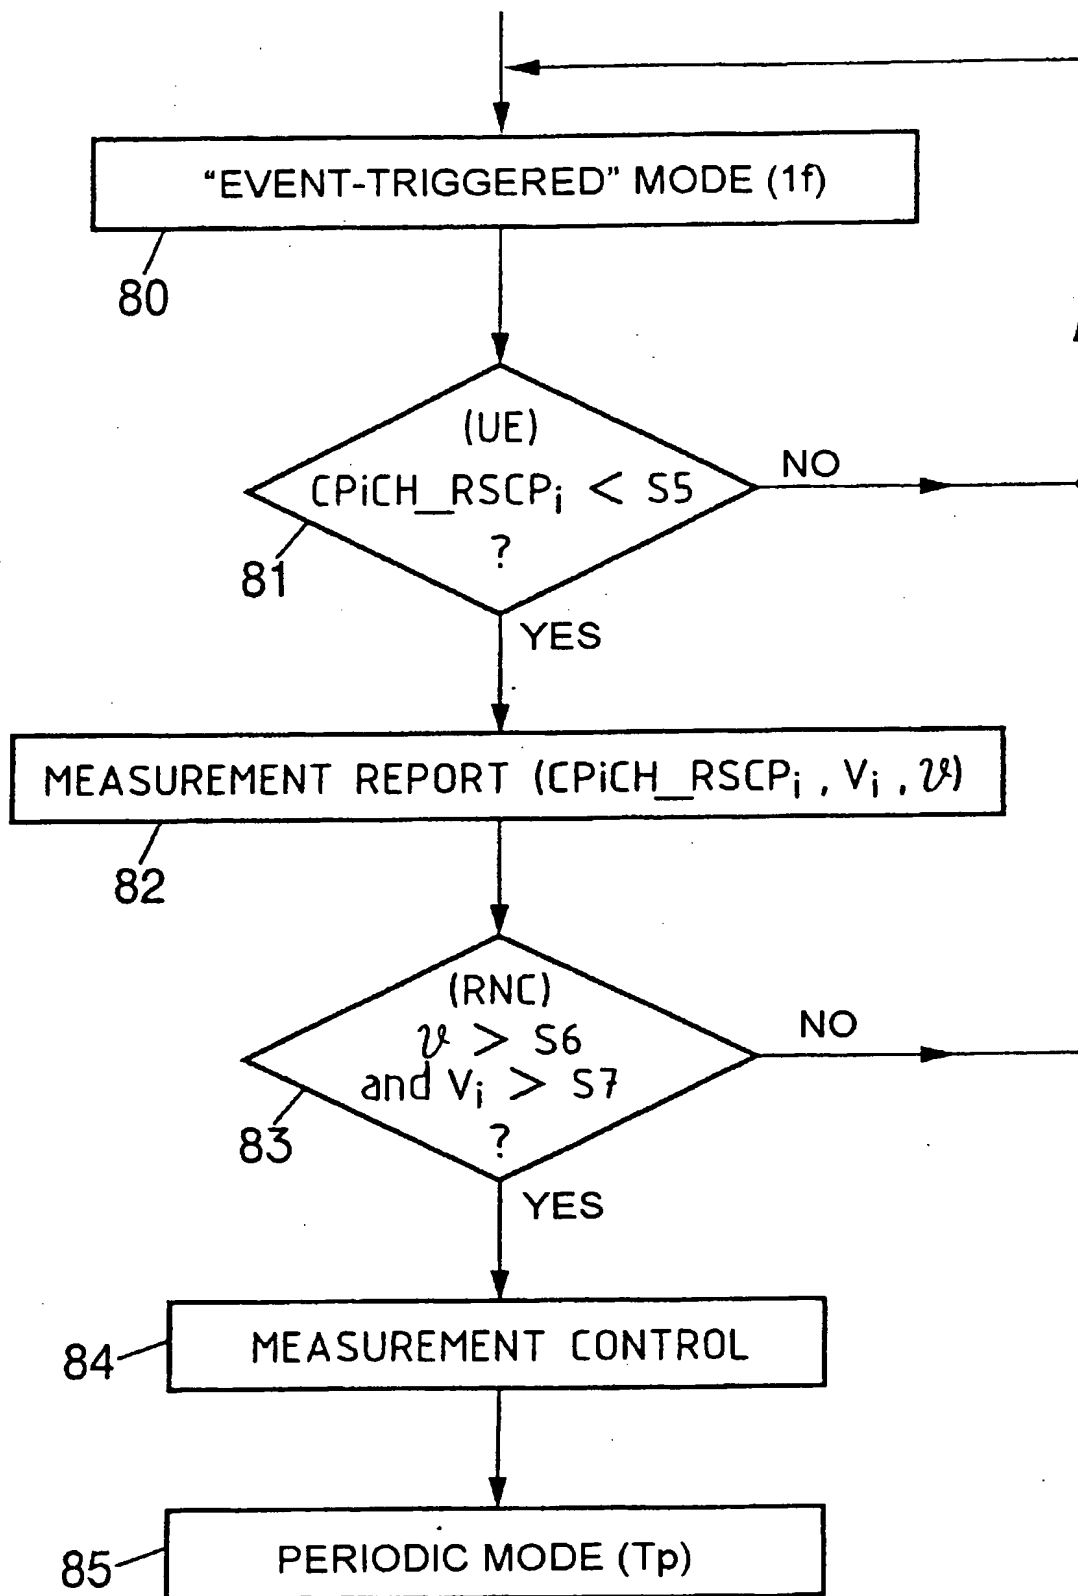 “EVENT-TRIGGERED” MODE (1f)
80
(UE)
CPiCH_RSCPi < S5
?
NO
81
YES
MEASUREMENT REPORT (CPiCH_RSCPi , Vi , v)
82
(RNC)
v > S6
and Vi > S7
?
NO
83
YES
MEASUREMENT CONTROL
84
PERIODIC MODE (Tp)
85